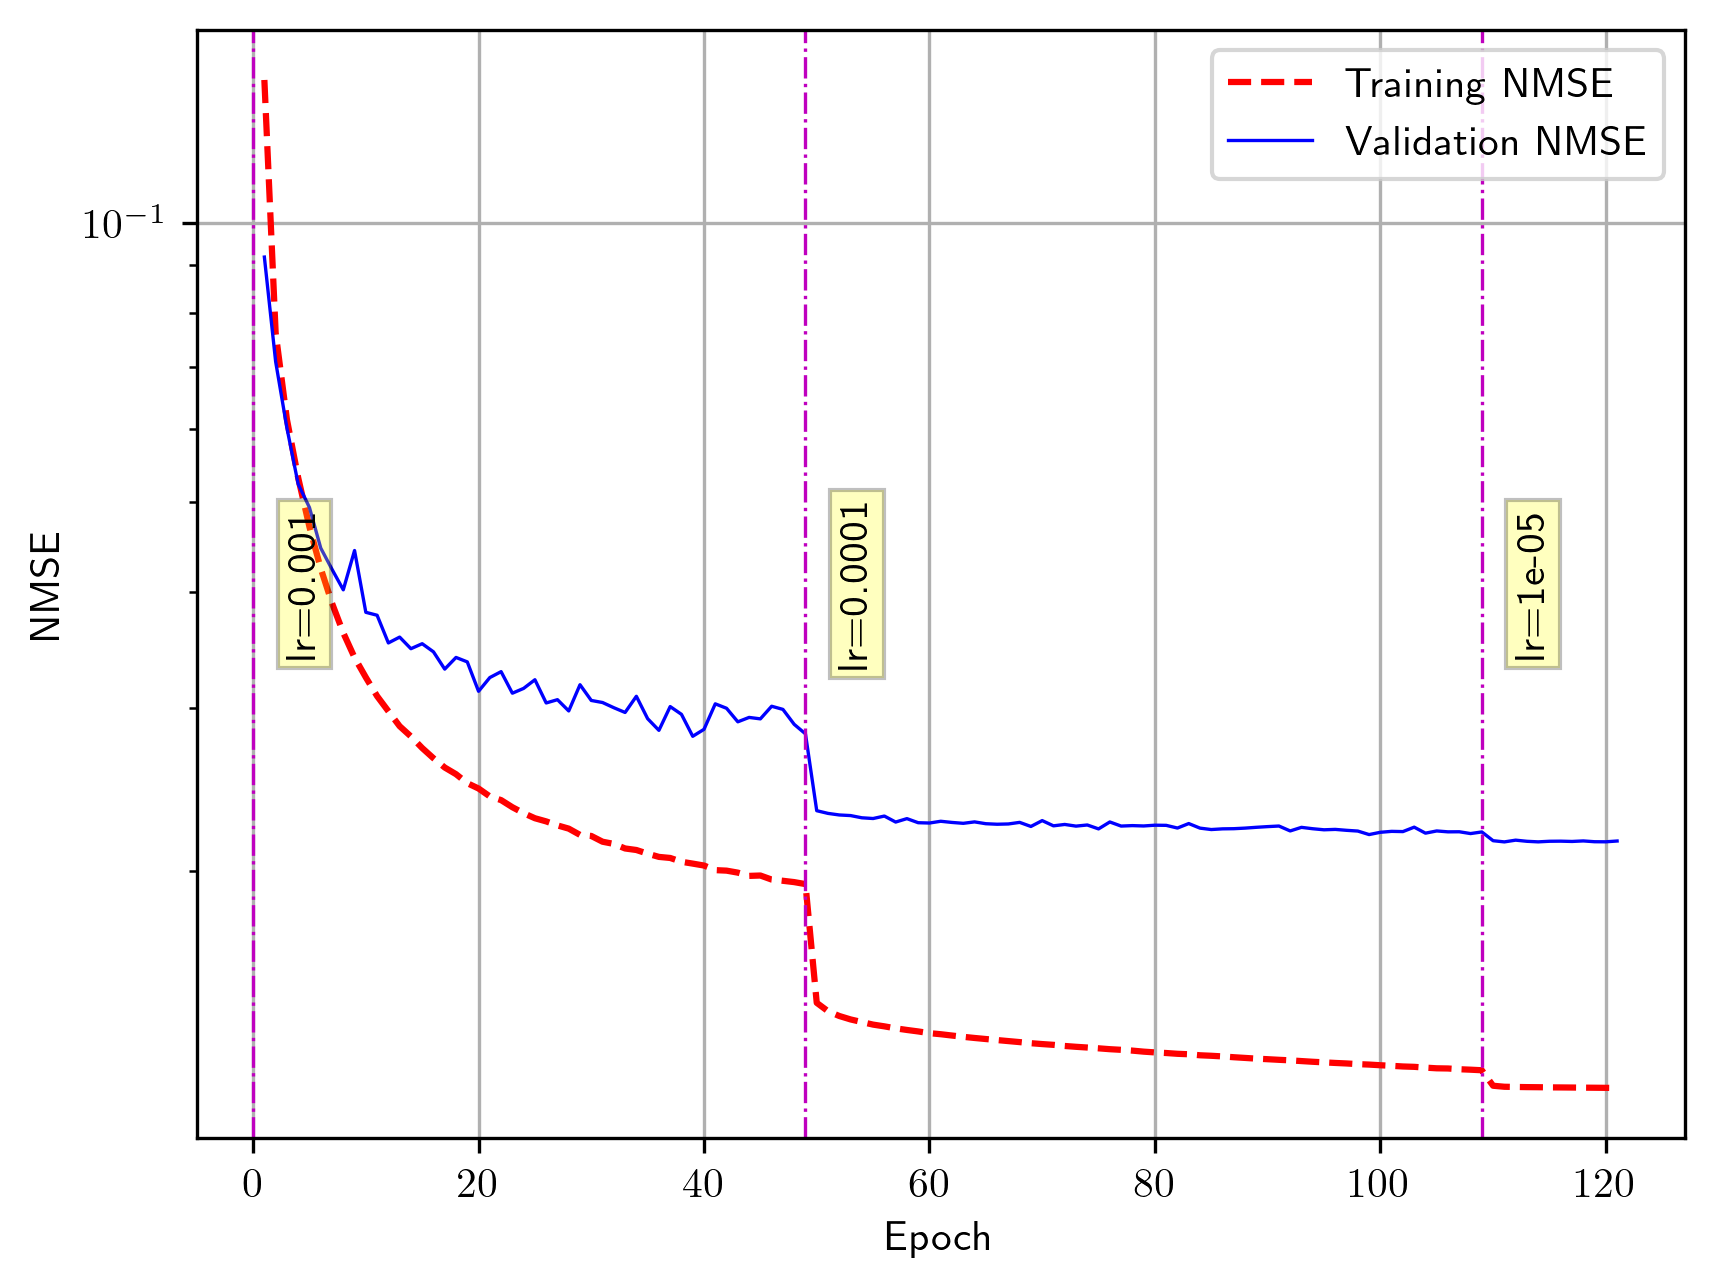 Training NMSE
Validation NMSE
10⁻¹
NMSE
lr=0.001
lr=0.0001
lr=1e-05
0 20 40 60 80 100 120
Epoch